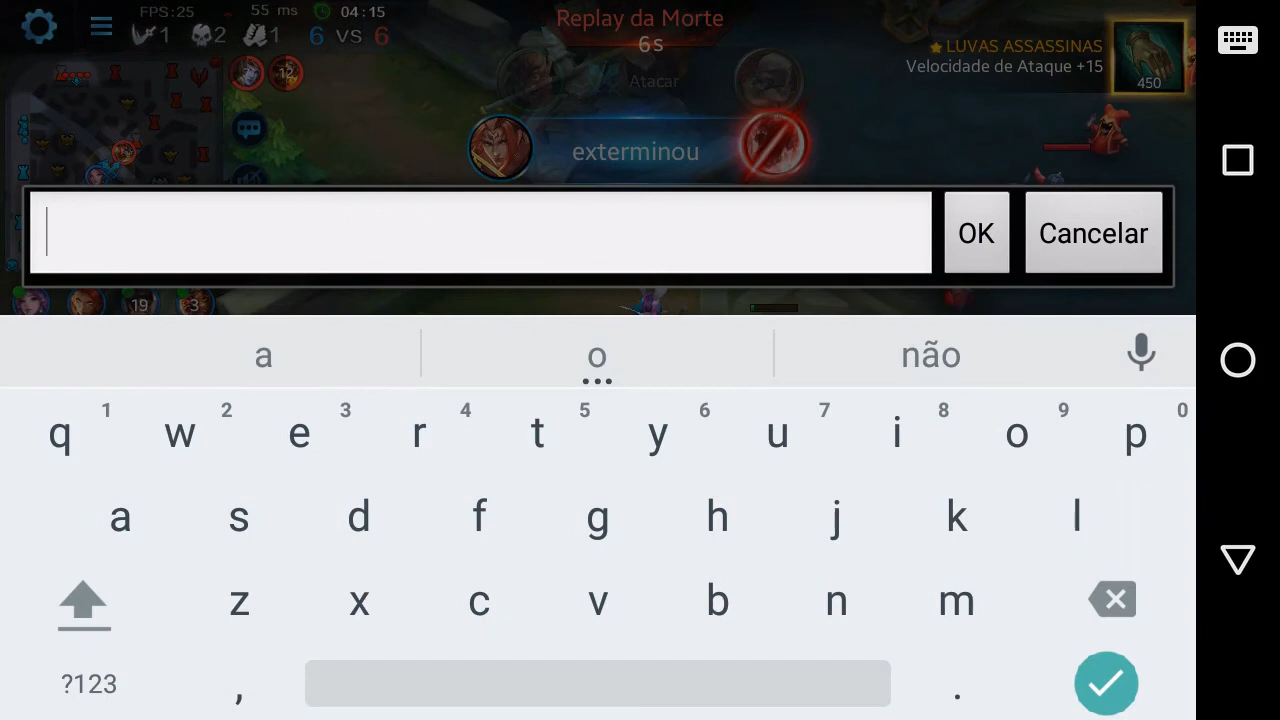 FPS:25 55 ms 04:15
1 2 1 6 VS 6
Replay da Morte
6s
Atacar
exterminou
LUVAS ASSASSINAS
Velocidade de Ataque +15
450
12
OK Cancelar
19 3
a o não
1 2 3 4 5 6 7 8 9 0
q w e r t y u i o p
a s d f g h j k l
z x c v b n m
?123 , .